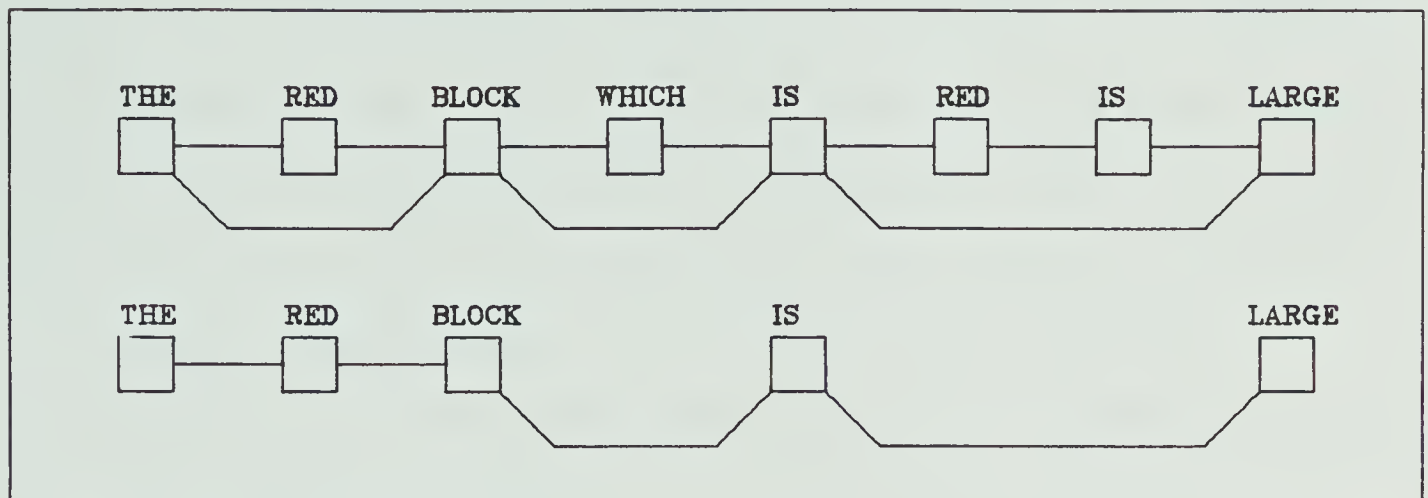 THE RED BLOCK WHICH IS RED IS LARGE
THE RED BLOCK IS LARGE